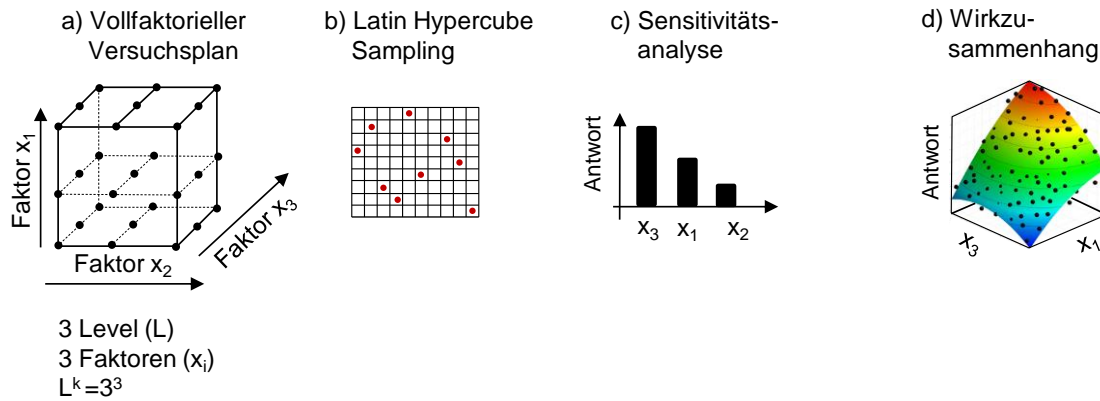 a) Vollfaktorieller
Versuchsplan
b) Latin Hypercube
Sampling
c) Sensitivitäts-
analyse
d) Wirkzu-
sammenhang
Faktor x₁
Faktor x₂
Faktor x₃
3 Level (L)
3 Faktoren (xᵢ)
Lᵏ =3³
Antwort
x₃ x₁ x₂
Antwort
x₃
x₁